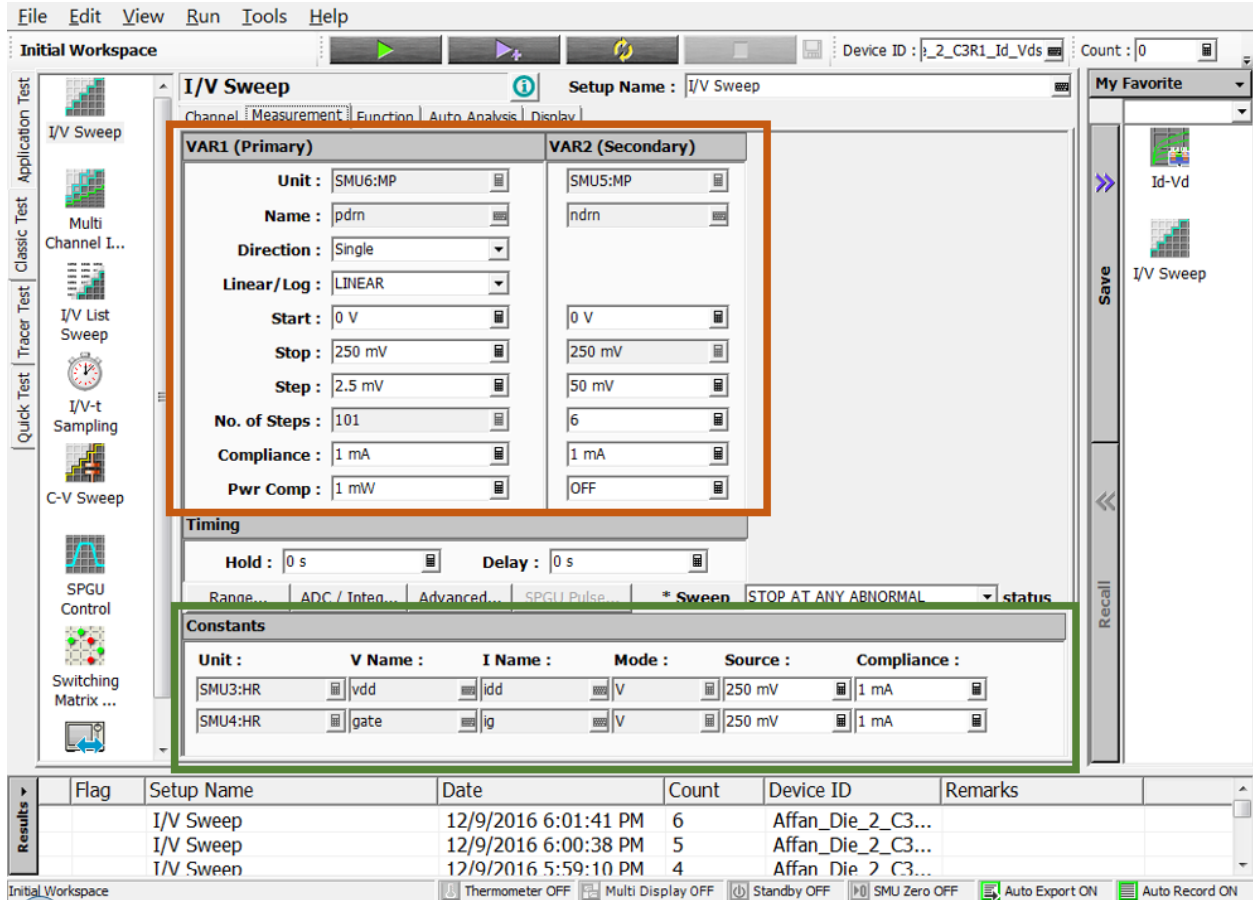 File Edit View Run Tools Help
Initial Workspace Device ID : _2_C3R1_Id_Vds Count : 0
Application Test
Classic Test
Tracer Test
Quick Test
I/V Sweep
Multi
Channel I...
I/V List
Sweep
I/V-t
Sampling
C-V Sweep
SPGU
Control
Switching
Matrix ...
I/V Sweep Setup Name : I/V Sweep
Channel Measurement Function Auto Analysis Display
VAR1 (Primary) VAR2 (Secondary)
Unit : SMU6:MP SMU5:MP
Name : pdrn ndrn
Direction : Single
Linear/Log : LINEAR
Start : 0 V 0 V
Stop : 250 mV 250 mV
Step : 2.5 mV 50 mV
No. of Steps : 101 6
Compliance : 1 mA 1 mA
Pwr Comp : 1 mW OFF
Timing
Hold : 0 s Delay : 0 s
Range... ADC / Integ... Advanced... SPGU Pulse... * Sweep STOP AT ANY ABNORMAL status
Constants
Unit : V Name : I Name : Mode : Source : Compliance :
SMU3:HR vdd idd V 250 mV 1 mA
SMU4:HR gate ig V 250 mV 1 mA
My Favorite
Save
Recall
Id-Vd
I/V Sweep
Results
Flag Setup Name Date Count Device ID Remarks
I/V Sweep 12/9/2016 6:01:41 PM 6 Affan_Die_2_C3...
I/V Sweep 12/9/2016 6:00:38 PM 5 Affan_Die_2_C3...
I/V Sweep 12/9/2016 5:59:10 PM 4 Affan_Die_2_C3...
Initial Workspace Thermometer OFF Multi Display OFF Standby OFF SMU Zero OFF Auto Export ON Auto Record ON